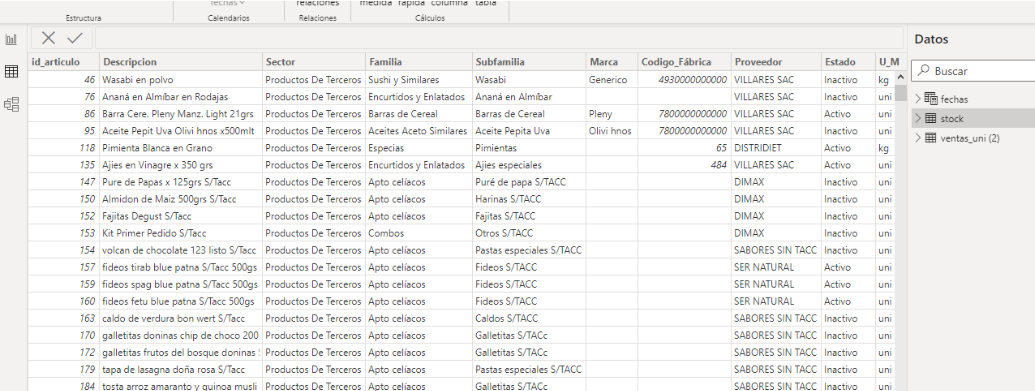 fechas relaciones medida rápida columna tabla
Estructura Calendarios Relaciones Cálculos
Datos
id_articulo Descripcion Sector Familia Subfamilia Marca Codigo_Fábrica Proveedor Estado U_M
Buscar
46 Wasabi en polvo Productos De Terceros Sushi y Similares Wasabi Generico 4930000000000 VILLARES SAC Inactivo kg
76 Ananá en Almíbar en Rodajas Productos De Terceros Encurtidos y Enlatados Ananá en Almíbar VILLARES SAC Inactivo uni
fechas
86 Barra Cere. Pleny Manz. Light 21grs Productos De Terceros Barras de Cereal Barras de Cereal Pleny 7800000000000 VILLARES SAC Activo uni
stock
95 Aceite Pepit Uva Olivi hnos x500mlt Productos De Terceros Aceites Aceto Similares Aceite Pepita Uva Olivi hnos 7800000000000 VILLARES SAC Inactivo uni
ventas_uni (2)
118 Pimienta Blanca en Grano Productos De Terceros Especias Pimientas 65 DISTRIDIET Activo kg
135 Ajies en Vinagre x 350 grs Productos De Terceros Encurtidos y Enlatados Ajies especiales 484 VILLARES SAC Activo uni
147 Pure de Papas x 125grs S/Tacc Productos De Terceros Apto celíacos Puré de papa S/TACC DIMAX Inactivo uni
150 Almidon de Maiz 500grs S/Tacc Productos De Terceros Apto celíacos Harinas S/TACC DIMAX Inactivo uni
152 Fajitas Degust S/Tacc Productos De Terceros Apto celíacos Fajitas S/TACC DIMAX Inactivo uni
153 Kit Primer Pedido S/Tacc Productos De Terceros Combos Otros S/TACC DIMAX Inactivo uni
154 volcan de chocolate 123 listo S/Tacc Productos De Terceros Apto celíacos Pastas especiales S/TACC SABORES SIN TACC Inactivo uni
157 fideos tirab blue patna S/Tacc 500gs Productos De Terceros Apto celíacos Fideos S/TACC SER NATURAL Activo uni
159 fideos spag blue patna S/Tacc 500gs Productos De Terceros Apto celíacos Fideos S/TACC SER NATURAL Activo uni
160 fideos fetu blue patna S/Tacc 500gs Productos De Terceros Apto celíacos Fideos S/TACC SER NATURAL Activo uni
163 caldo de verdura bon wert S/Tacc Productos De Terceros Apto celíacos Caldos S/TACC SABORES SIN TACC Inactivo uni
170 galletitas doninas chip de choco 200 Productos De Terceros Apto celíacos Galletitas S/TACc SABORES SIN TACC Inactivo uni
172 galletitas frutos del bosque doninas Productos De Terceros Apto celíacos Galletitas S/TACc SABORES SIN TACC Inactivo uni
179 tapa de lasagna doña rosa S/Tacc Productos De Terceros Apto celíacos Pastas especiales S/TACC SABORES SIN TACC Inactivo uni
184 tosta arroz amaranto y quinoa musli Productos De Terceros Apto celíacos Galletitas S/TACc SABORES SIN TACC Inactivo uni